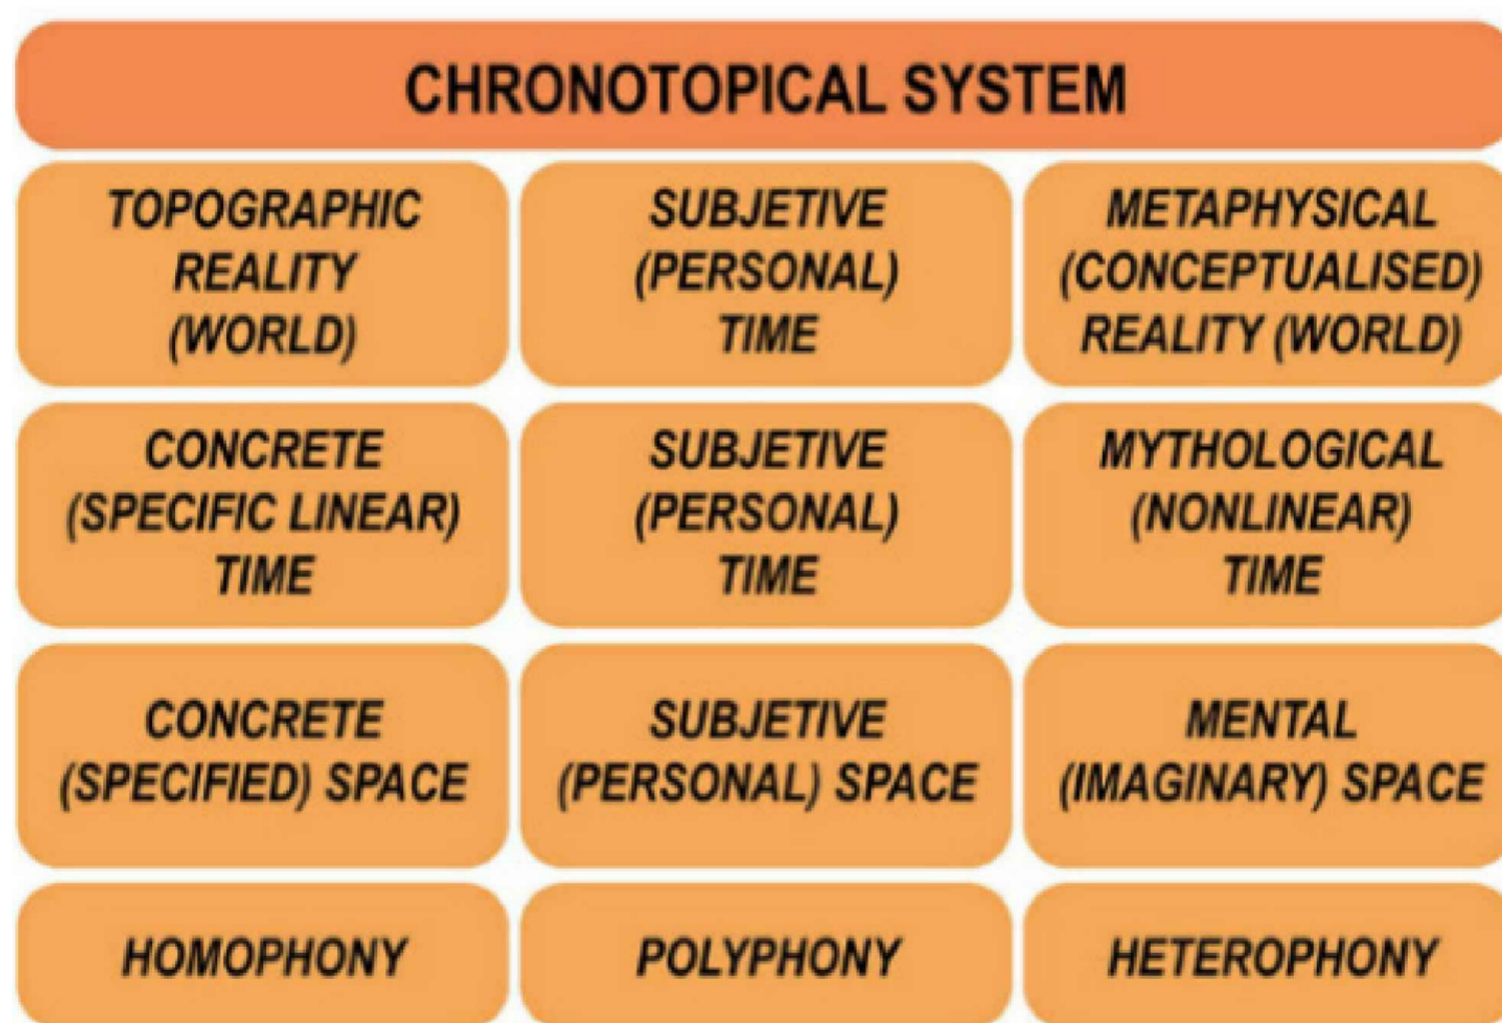 CHRONOTOPICAL SYSTEM
TOPOGRAPHIC
REALITY
(WORLD)
SUBJETIVE
(PERSONAL)
TIME
METAPHYSICAL
(CONCEPTUALISED)
REALITY (WORLD)
CONCRETE
(SPECIFIC LINEAR)
TIME
SUBJETIVE
(PERSONAL)
TIME
MYTHOLOGICAL
(NONLINEAR)
TIME
CONCRETE
(SPECIFIED) SPACE
SUBJETIVE
(PERSONAL) SPACE
MENTAL
(IMAGINARY) SPACE
HOMOPHONY
POLYPHONY
HETEROPHONY